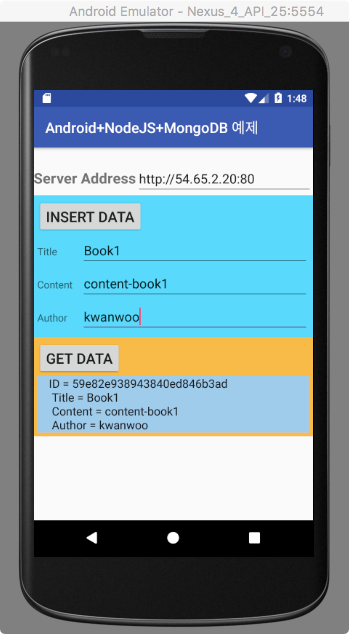 Android Emulator - Nexus_4_API_25:5554
1:48
Android+NodeJS+MongoDB 예제
Server Address http://54.65.2.20:80
INSERT DATA
Title Book1
Content content-book1
Author kwanwoo
GET DATA
ID = 59e82e938943840ed846b3ad
Title = Book1
Content = content-book1
Author = kwanwoo